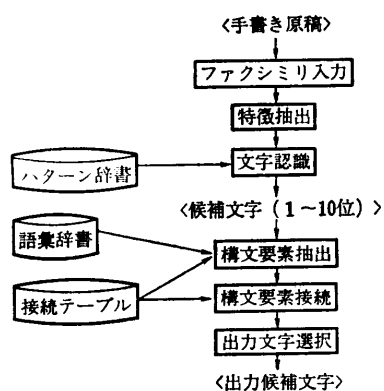 <手書き原稿>
ファクシミリ入力
特徴抽出
文字認識
ハターン辞書
<候補文字(1〜10位)>
語彙辞書
構文要素抽出
接続テーブル
構文要素接続
出力文字選択
<出力候補文字>